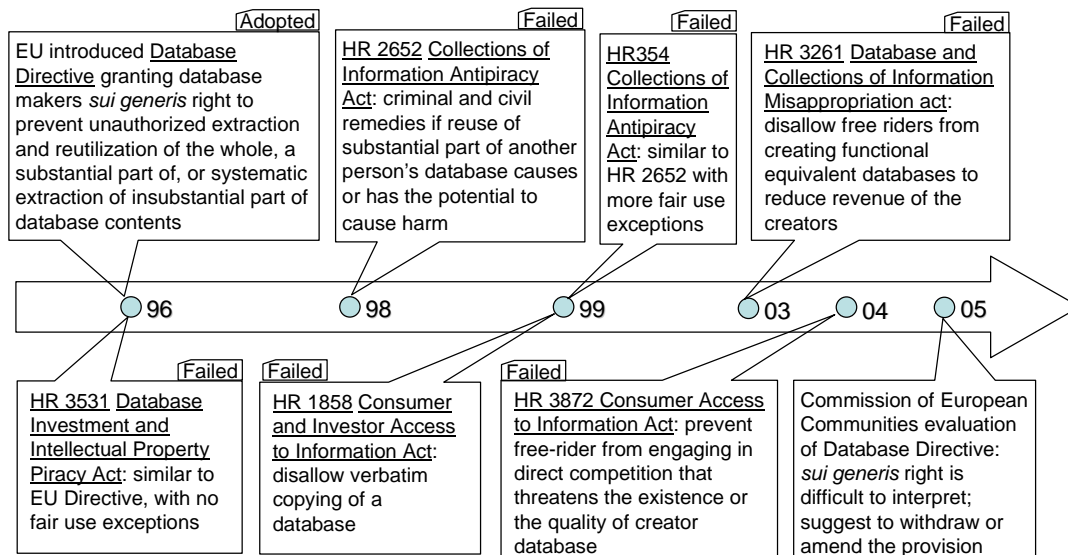 Adopted
EU introduced Database
Directive granting database
makers sui generis right to
prevent unauthorized extraction
and reutilization of the whole, a
substantial part of, or systematic
extraction of insubstantial part of
database contents
Failed
HR 2652 Collections of
Information Antipiracy
Act: criminal and civil
remedies if reuse of
substantial part of another
person's database causes
or has the potential to
cause harm
Failed
HR354
Collections of
Information
Antipiracy
Act: similar to
HR 2652 with
more fair use
exceptions
Failed
HR 3261 Database and
Collections of Information
Misappropriation act:
disallow free riders from
creating functional
equivalent databases to
reduce revenue of the
creators
96
98
99
03
04
05
Failed
HR 3531 Database
Investment and
Intellectual Property
Piracy Act: similar to
EU Directive, with no
fair use exceptions
Failed
HR 1858 Consumer
and Investor Access
to Information Act:
disallow verbatim
copying of a
database
Failed
HR 3872 Consumer Access
to Information Act: prevent
free-rider from engaging in
direct competition that
threatens the existence or
the quality of creator
database
Commission of European
Communities evaluation
of Database Directive:
sui generis right is
difficult to interpret;
suggest to withdraw or
amend the provision